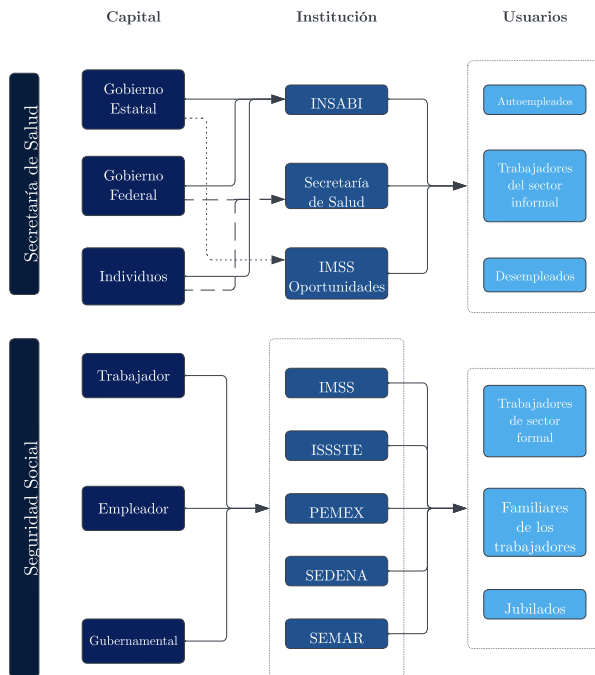 Capital
Institución
Usuarios
Secretaría de Salud
Gobierno
Estatal
Gobierno
Federal
Individuos
INSABI
Secretaría
de Salud
IMSS
Oportunidades
Autoempleados
Trabajadores
del sector
informal
Desempleados
Seguridad Social
Trabajador
Empleador
Gubernamental
IMSS
ISSSTE
PEMEX
SEDENA
SEMAR
Trabajadores
de sector
formal
Familiares
de los
trabajadores
Jubilados